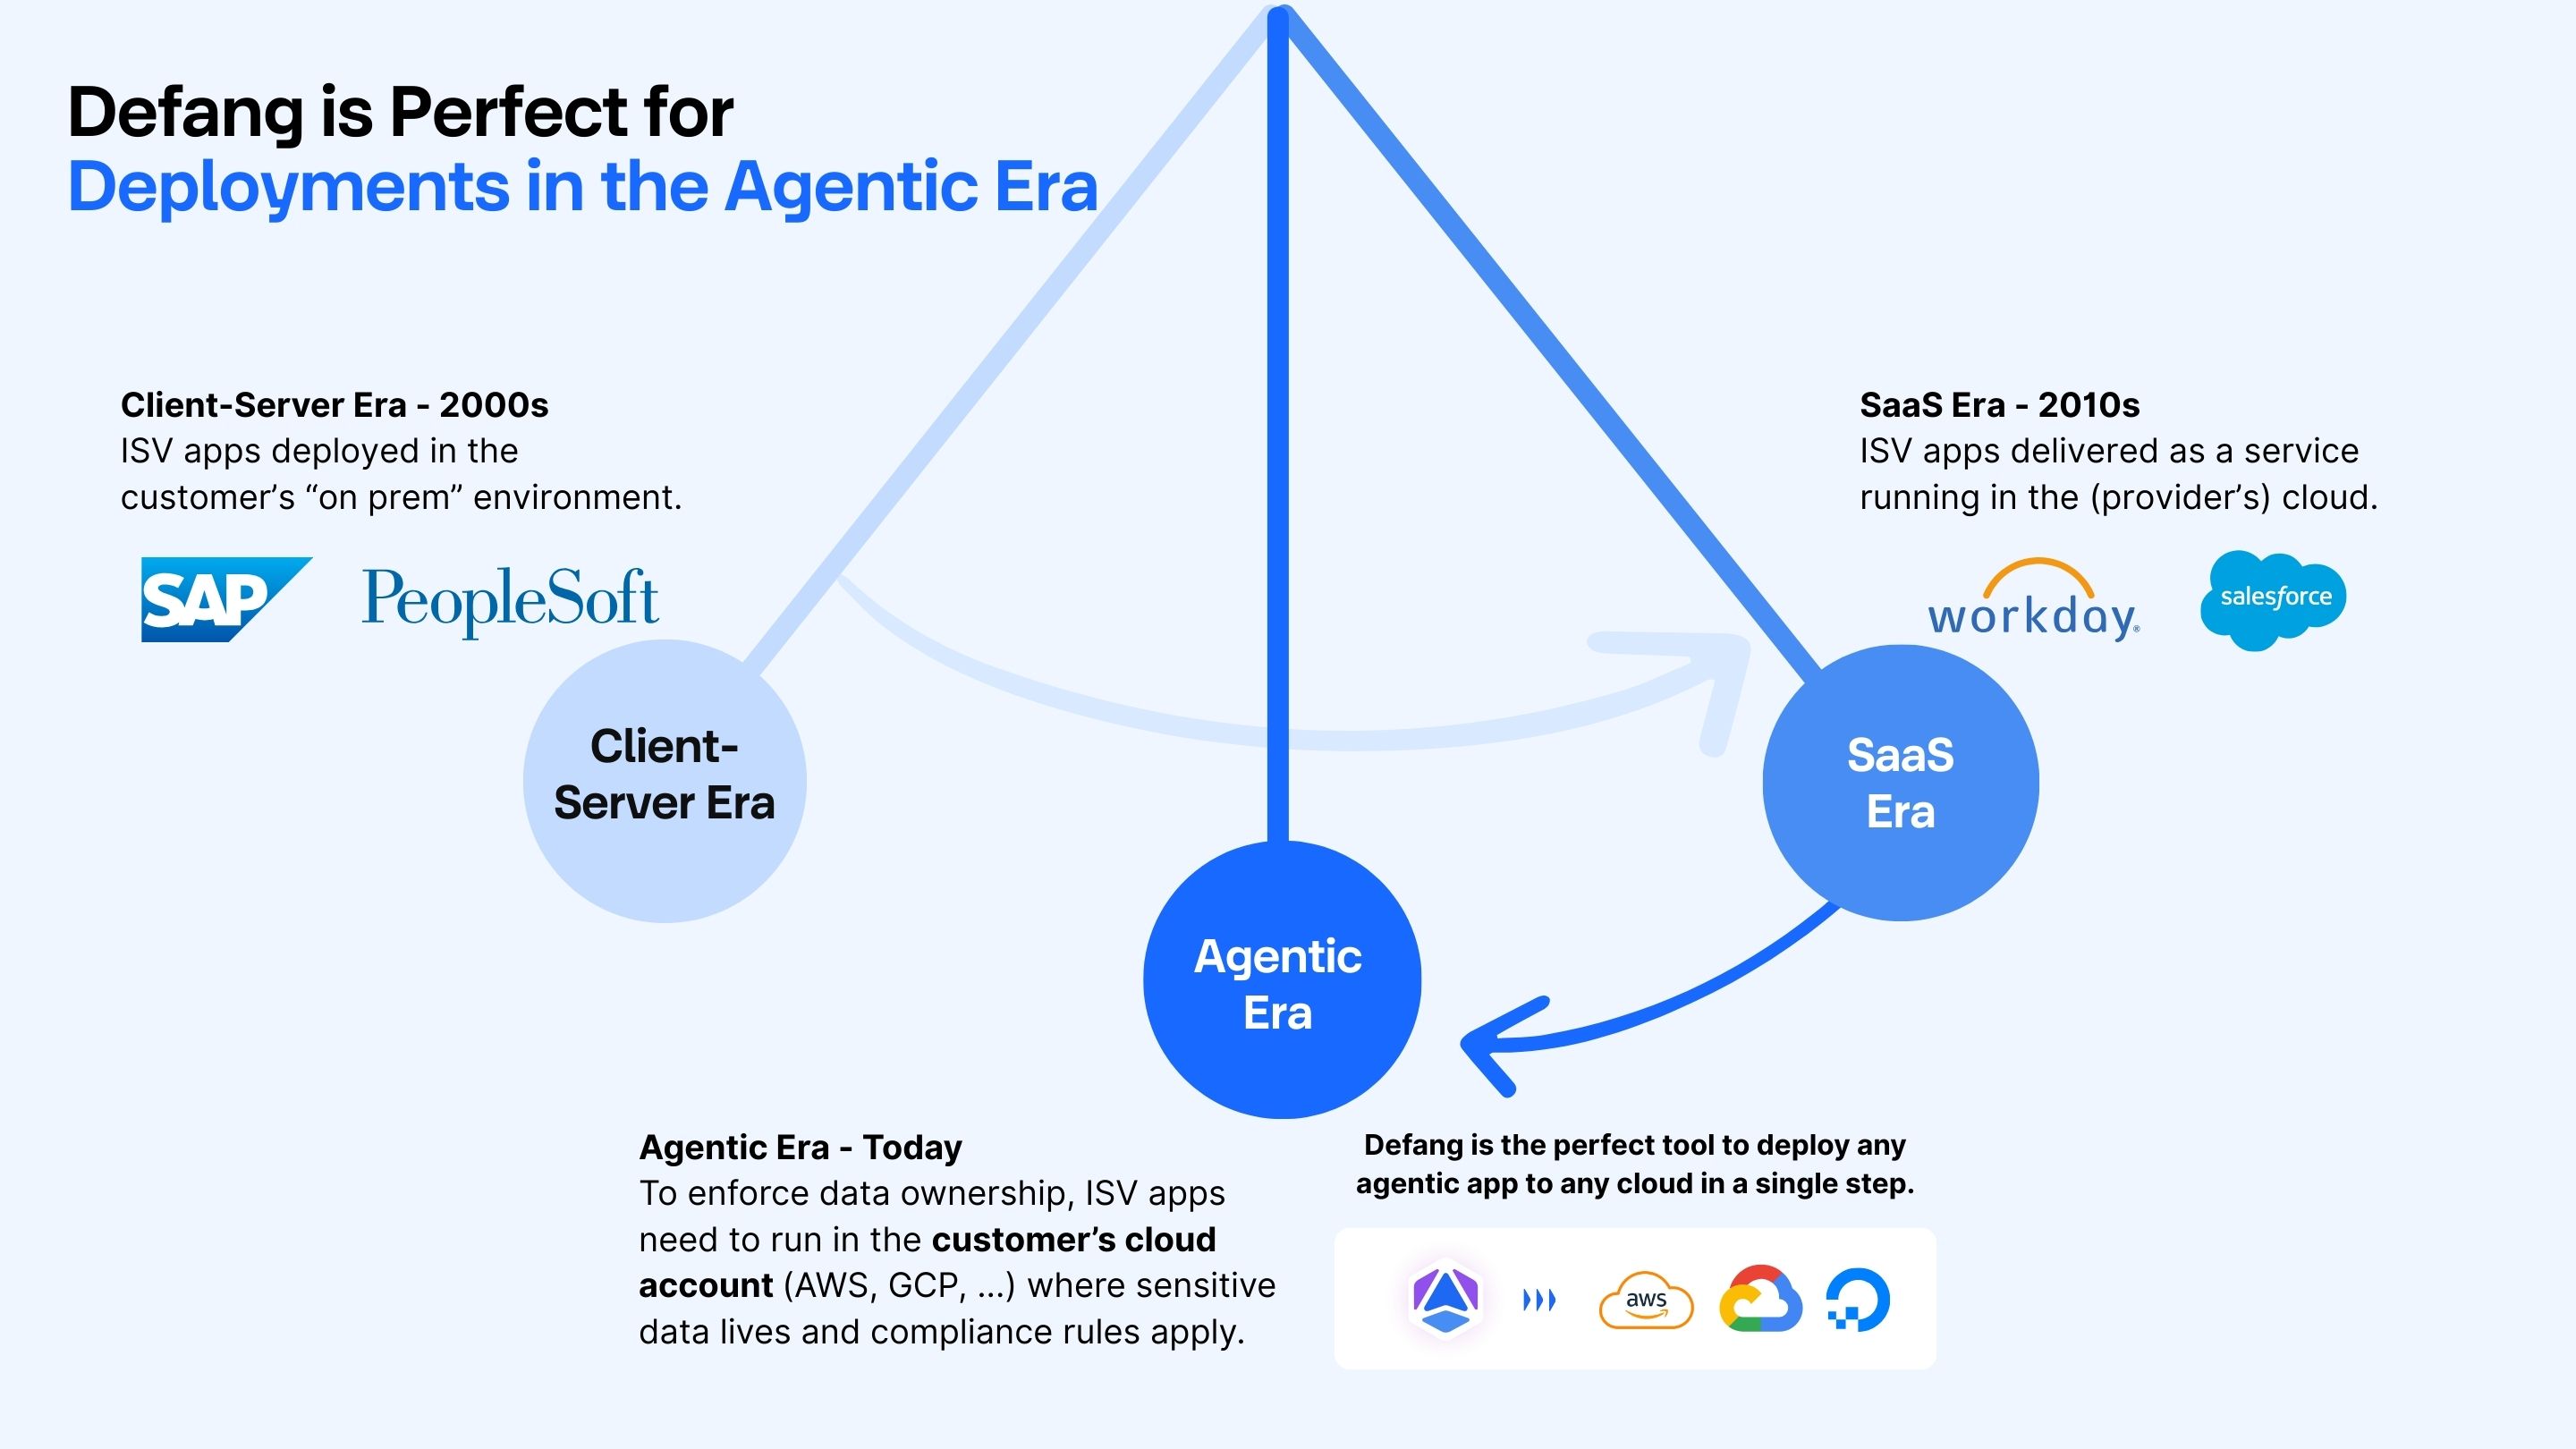 Defang is Perfect for
Deployments in the Agentic Era
Client-Server Era - 2000s
ISV apps deployed in the
customer’s “on prem” environment.
SAP
PeopleSoft
SaaS Era - 2010s
ISV apps delivered as a service
running in the (provider’s) cloud.
workday®
salesforce
Client-
Server Era
SaaS
Era
Agentic
Era
Agentic Era - Today
To enforce data ownership, ISV apps
need to run in the customer’s cloud
account (AWS, GCP, ...) where sensitive
data lives and compliance rules apply.
Defang is the perfect tool to deploy any
agentic app to any cloud in a single step.
aws